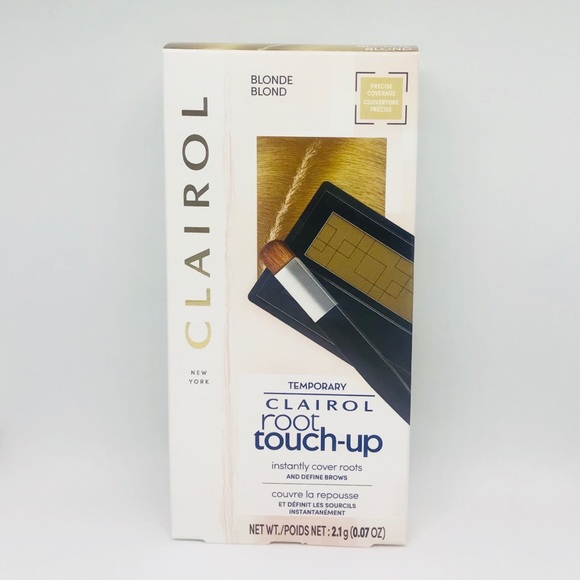 BLOND
BLONDE
BLOND
PRECISE
COVERAGE
COUVERTURE
PRÉCISE
CLAIROL
NEW
YORK
TEMPORARY
CLAIROL
root
touch-up
instantly cover roots
AND DEFINE BROWS
couvre la repousse
ET DÉFINIT LES SOURCILS
INSTANTANÉMENT
NET WT./POIDS NET : 2.1 g (0.07 OZ)